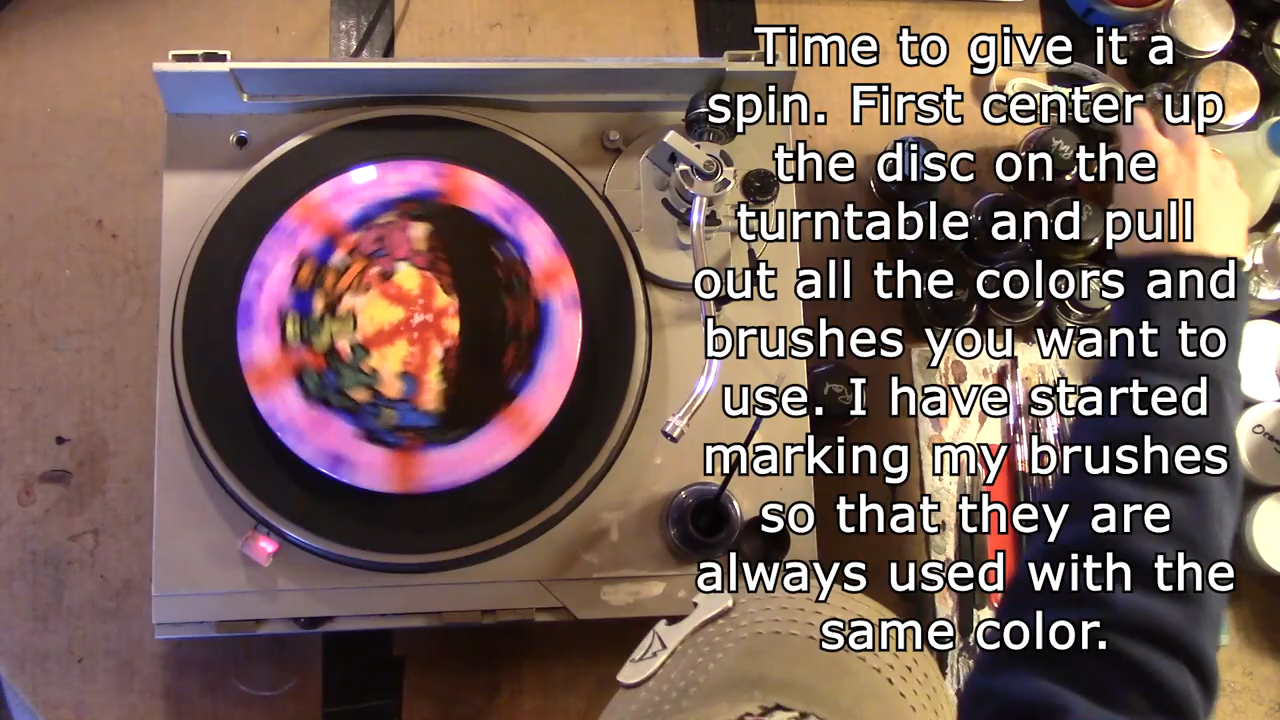 Time to give it a
spin. First center up
the disc on the
turntable and pull
out all the colors and
brushes you want to
use. I have started
marking my brushes
so that they are
always used with the
same color.
Pink
Red